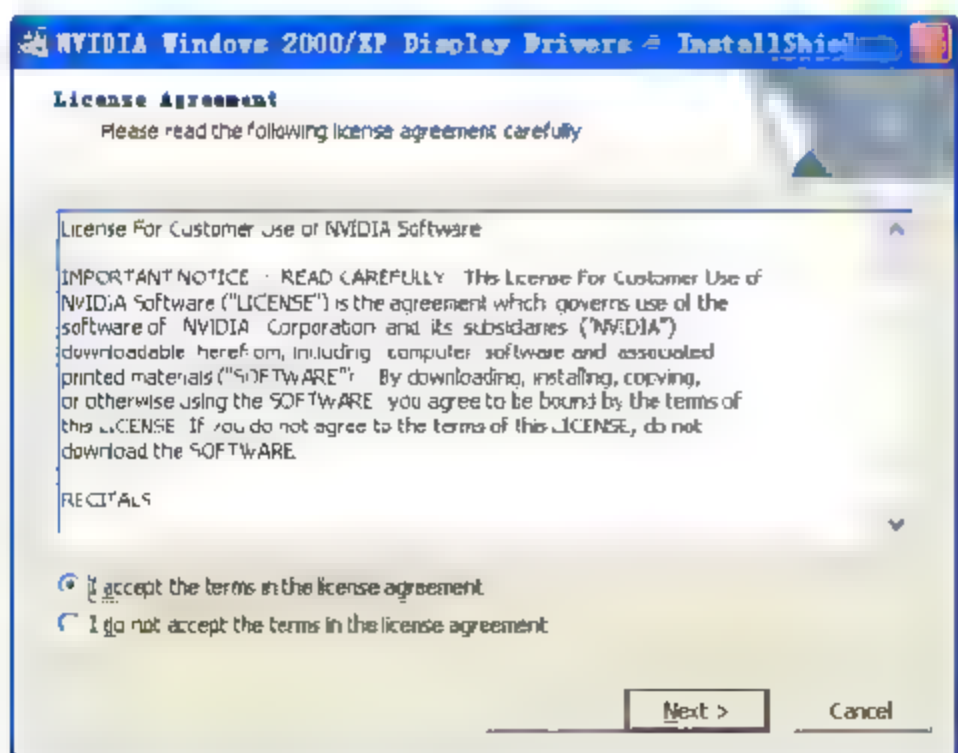 NVIDIA Windows 2000/XP Display Drivers - InstallShield
License Agreement
Please read the following license agreement carefully
License For Customer Use of NVIDIA Software
IMPORTANT NOTICE - READ CAREFULLY This License For Customer Use of
NVIDIA Software ("LICENSE") is the agreement which governs use of the
software of NVIDIA Corporation and its subsidiaries ("NVIDIA")
downloadable herefrom, including computer software and associated
printed materials ("SOFTWARE"). By downloading, installing, copying,
or otherwise using the SOFTWARE, you agree to be bound by the terms of
this LICENSE. If you do not agree to the terms of this LICENSE, do not
download the SOFTWARE.
RECITALS
I accept the terms in the license agreement
I do not accept the terms in the license agreement
Next >
Cancel